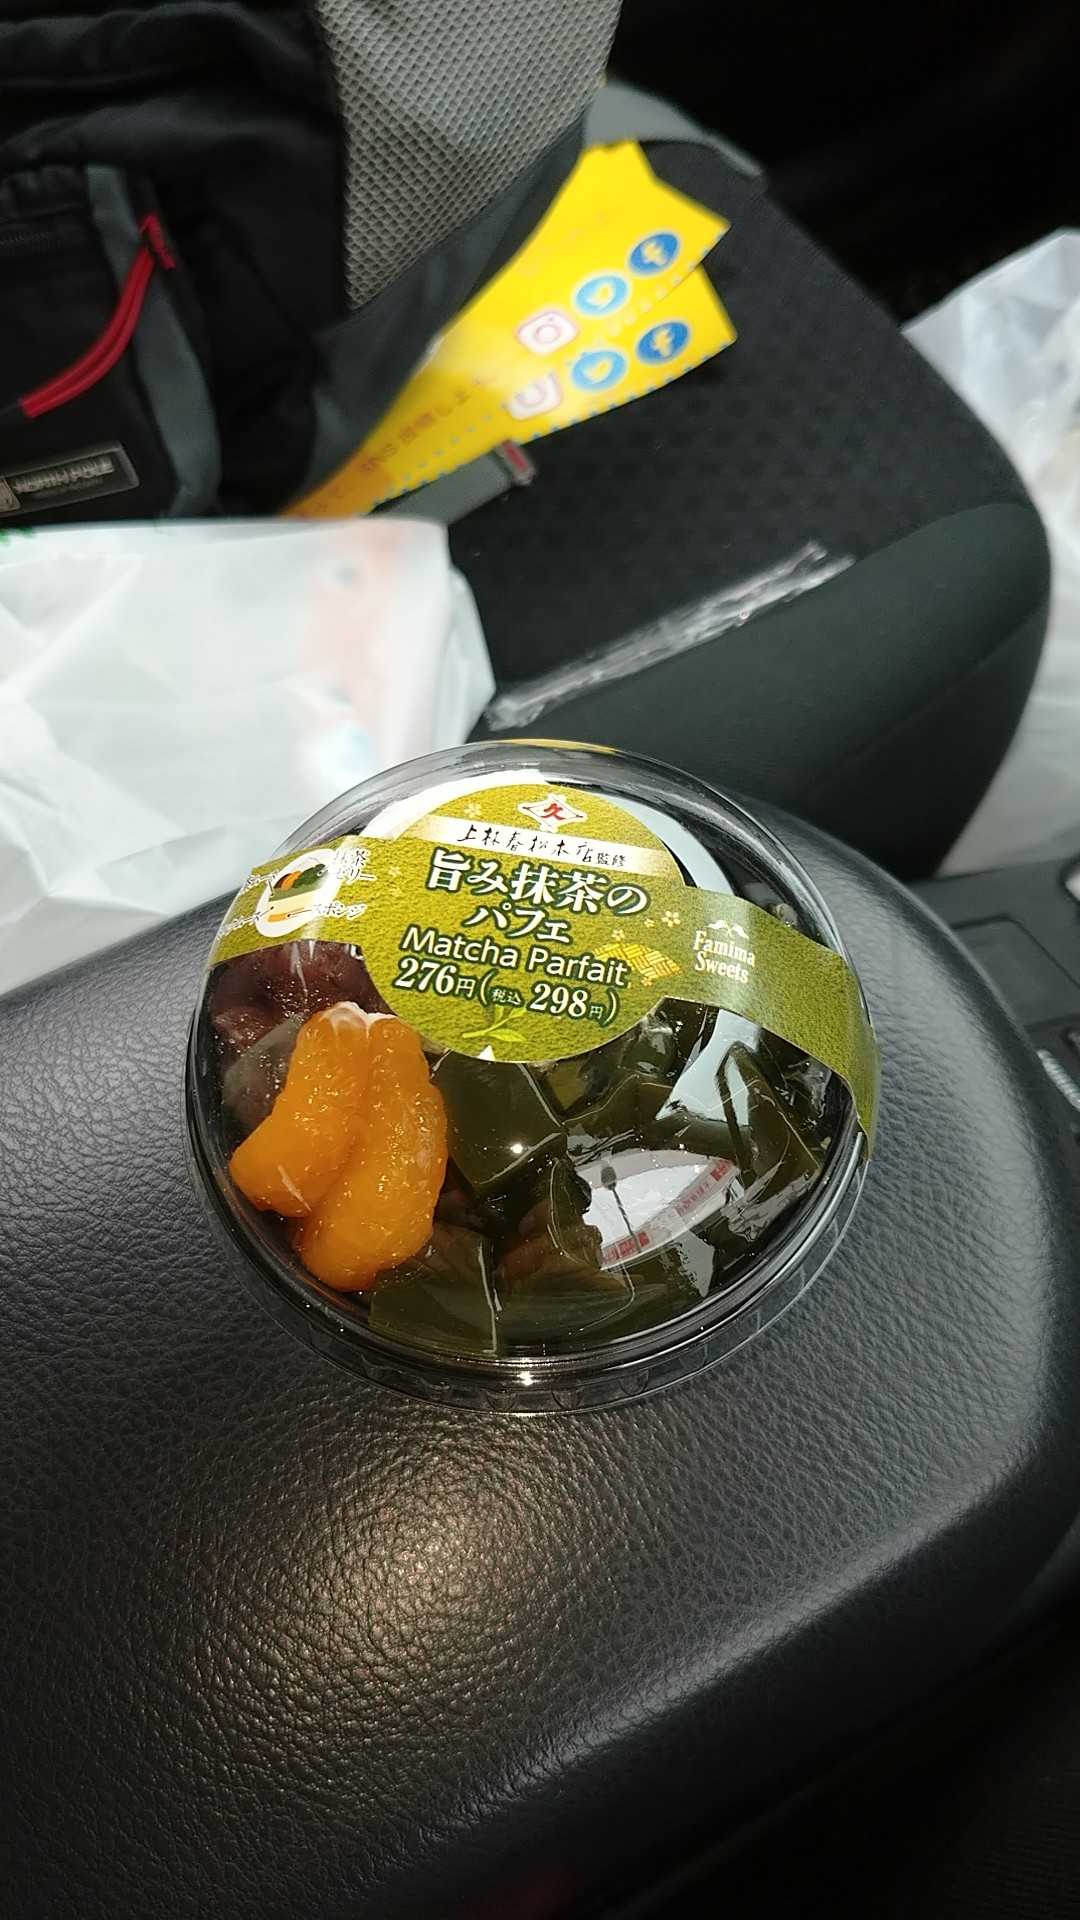 上林春松本店監修
旨み抹茶の
パフェ
Matcha Parfait
276円(税込 298円)
Famima
Sweets
抹茶
ゼリー
スポンジ